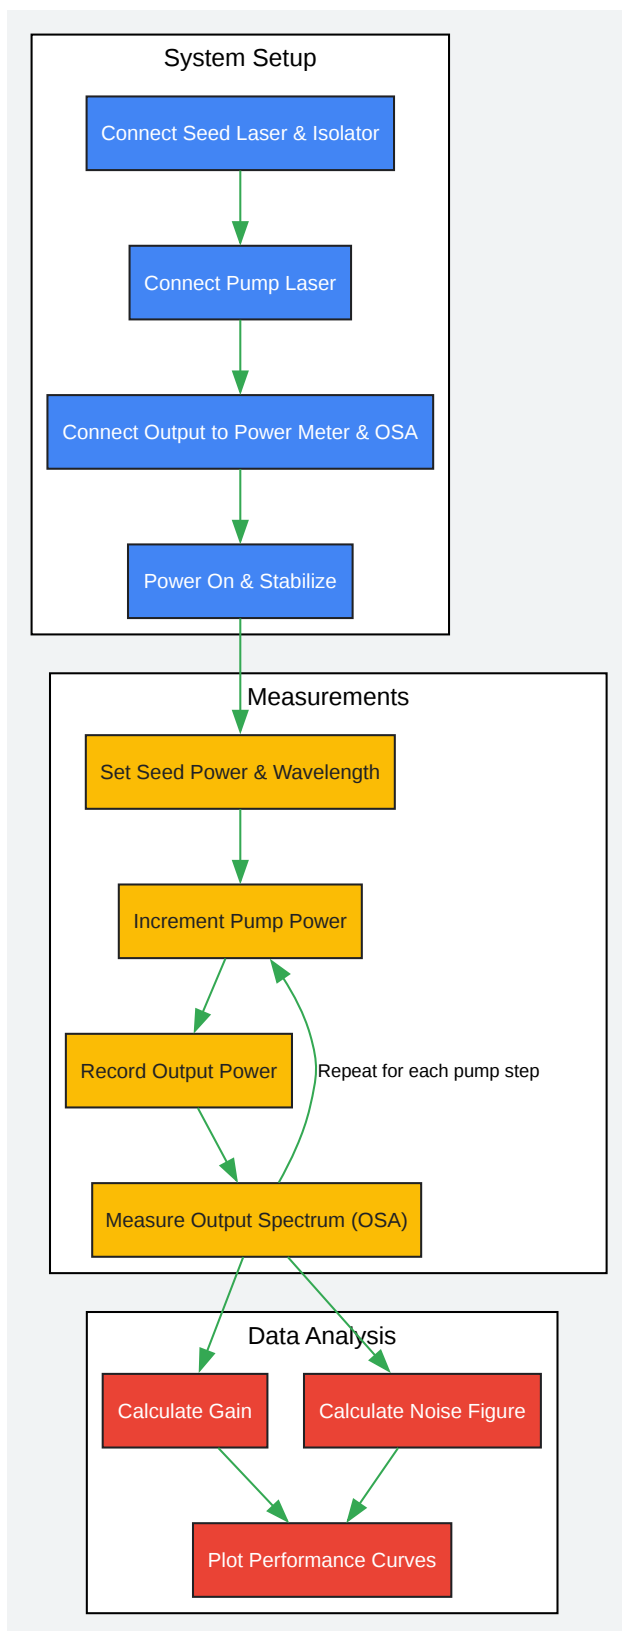 System Setup
Connect Seed Laser & Isolator
Connect Pump Laser
Connect Output to Power Meter & OSA
Power On & Stabilize
Measurements
Set Seed Power & Wavelength
Increment Pump Power
Record Output Power
Repeat for each pump step
Measure Output Spectrum (OSA)
Data Analysis
Calculate Gain
Calculate Noise Figure
Plot Performance Curves